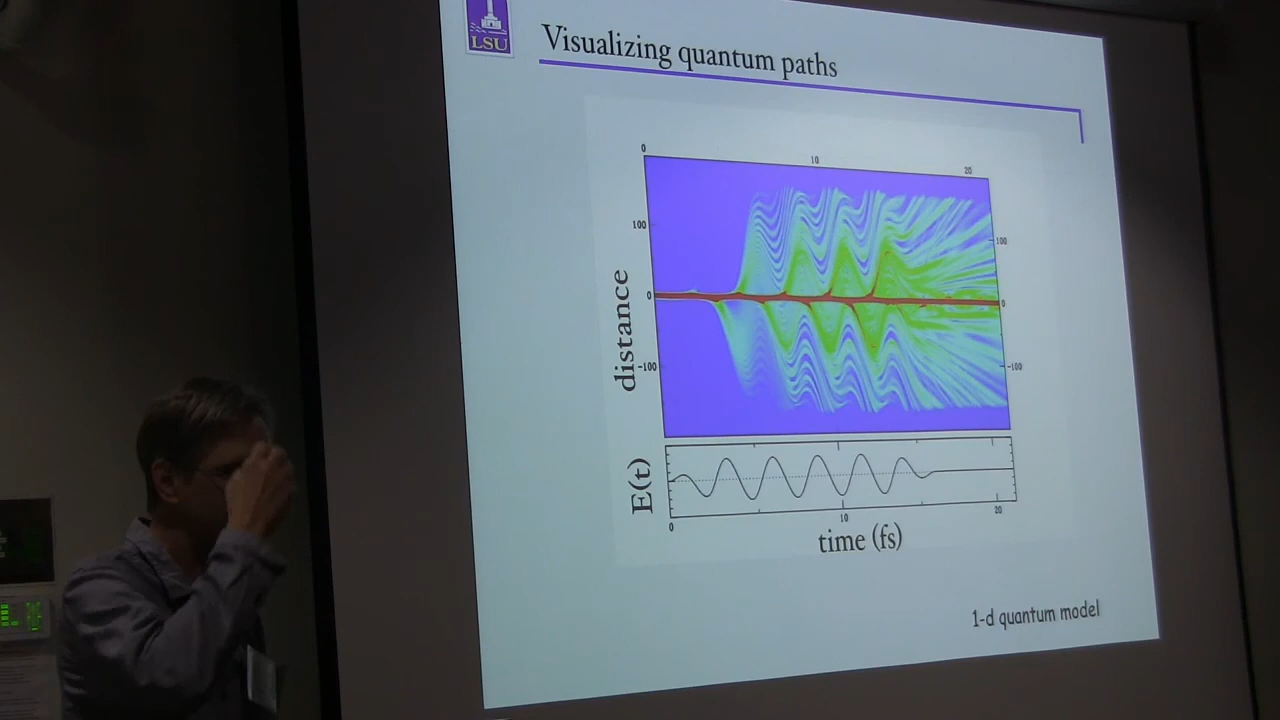 LSU
Visualizing quantum paths
0 10 20
100 100
0 0
-100 -100
distance
E(t)
0 10 20
time (fs)
1-d quantum model